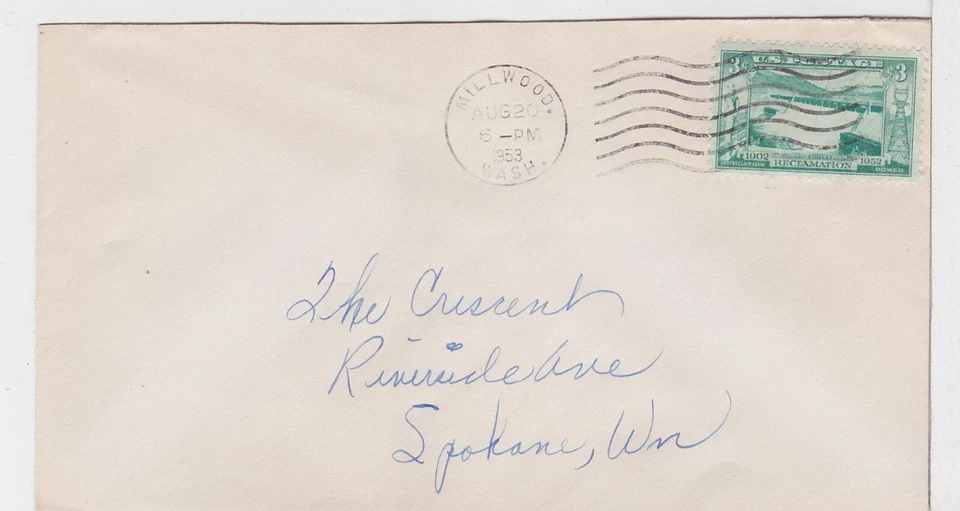 MILLWOOD.
AUG 20
6 - PM
1953
WASH.
3¢ U.S. POSTAGE ¢3
1902 RECLAMATION 1952
IRRIGATION POWER
The Crescent
Riverside Ave
Spokane, Wn